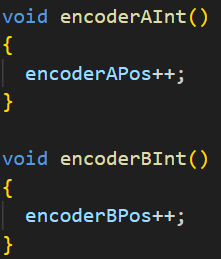 void encoderAInt()
{
  encoderAPos++;
}

void encoderBInt()
{
  encoderBPos++;
}